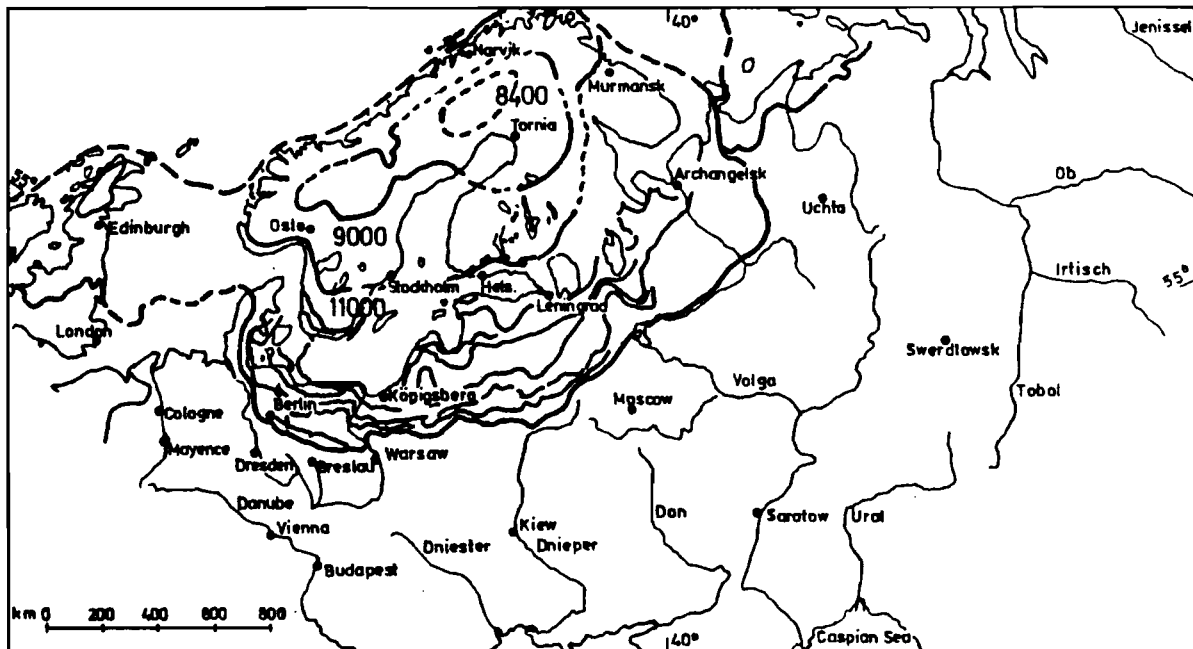 40°
Jenissei
Narvik
Murmansk
8400
Tornia
Archangelsk
Ob
Uchta
Edinburgh
Oslo
9000
Irtisch
55°
Stockholm
Hels.
11000
Leningrad
London
Swerdlawsk
Volga
Tobol
Berlin
Köpigsberg
Moscow
Cologne
Mayence
Dresden
Breslau
Warsaw
Danube
Vienna
Don
Saratow
Ural
Kiew
Dniester
Dnieper
Budapest
km 0 200 400 600 800
40°
Caspian Sea